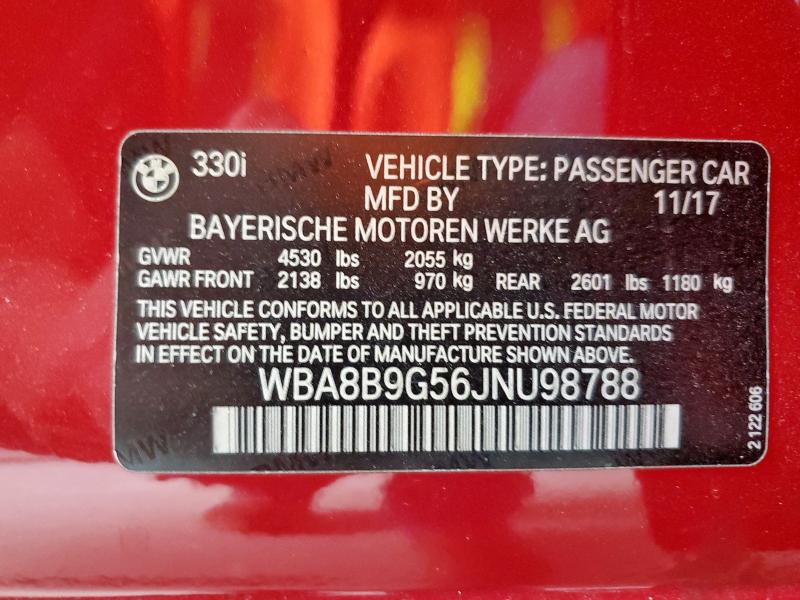 330i VEHICLE TYPE: PASSENGER CAR
MFD BY 11/17
BAYERISCHE MOTOREN WERKE AG
GVWR 4530 lbs 2055 kg
GAWR FRONT 2138 lbs 970 kg REAR 2601 lbs 1180 kg
THIS VEHICLE CONFORMS TO ALL APPLICABLE U.S. FEDERAL MOTOR
VEHICLE SAFETY, BUMPER AND THEFT PREVENTION STANDARDS
IN EFFECT ON THE DATE OF MANUFACTURE SHOWN ABOVE.
WBA8B9G56JNU98788
2 122 606